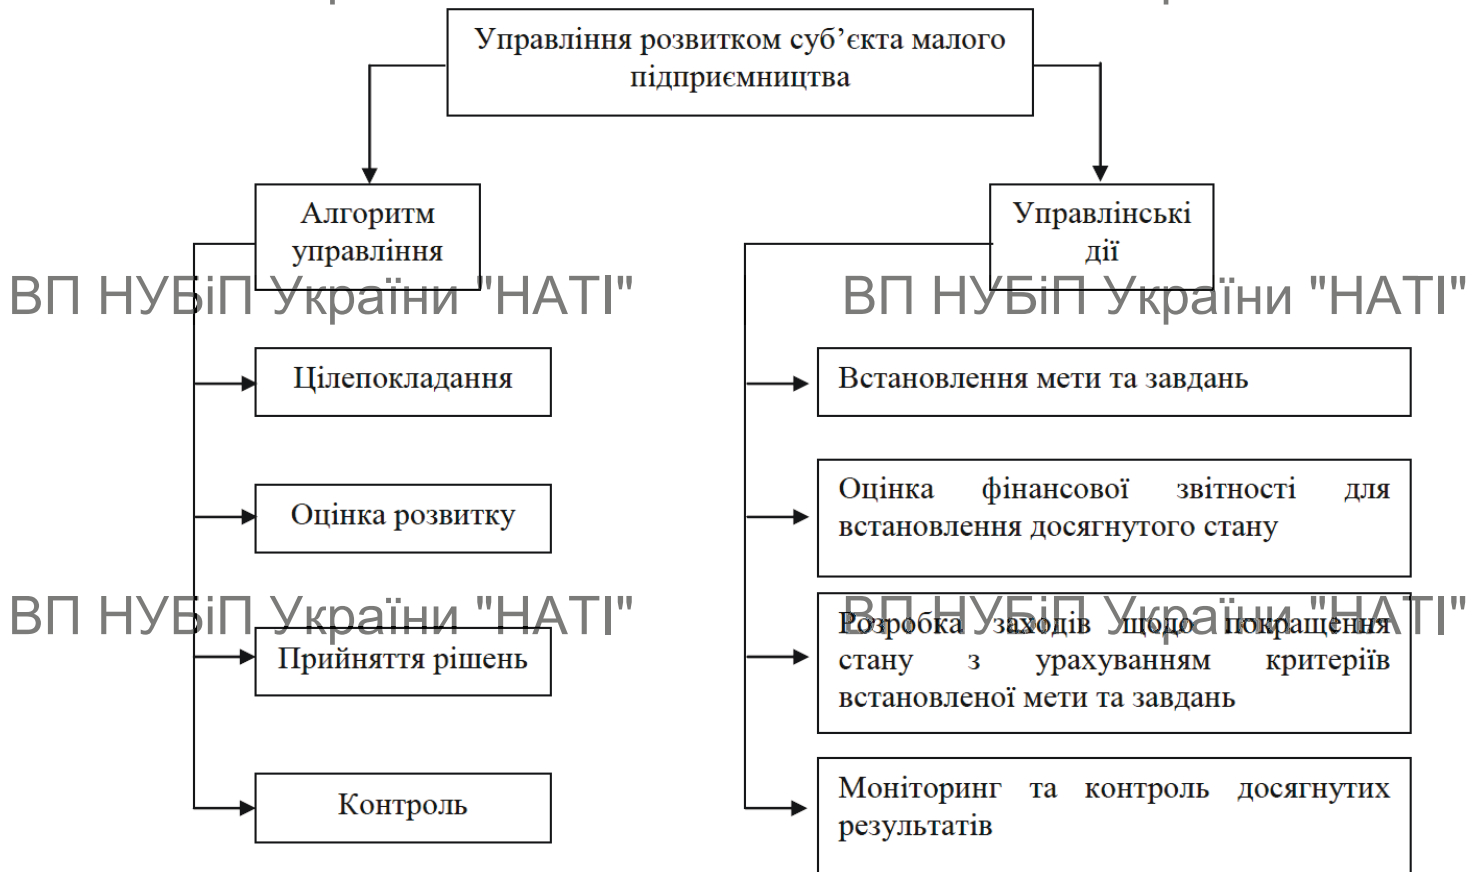 Управління розвитком суб’єкта малого
підприємництва
Алгоритм
управління
Управлінські
дії
ВП НУБіП України "НАТІ"
ВП НУБіП України "НАТІ"
Цілепокладання
Встановлення мети та завдань
Оцінка розвитку
Оцінка фінансової звітності для
встановлення досягнутого стану
ВП НУБіП України "НАТІ"
ВП НУБіП України "НАТІ"
Прийняття рішень
Розробка заходів щодо покращення
стану з урахуванням критеріїв
встановленої мети та завдань
Контроль
Моніторинг та контроль досягнутих
результатів